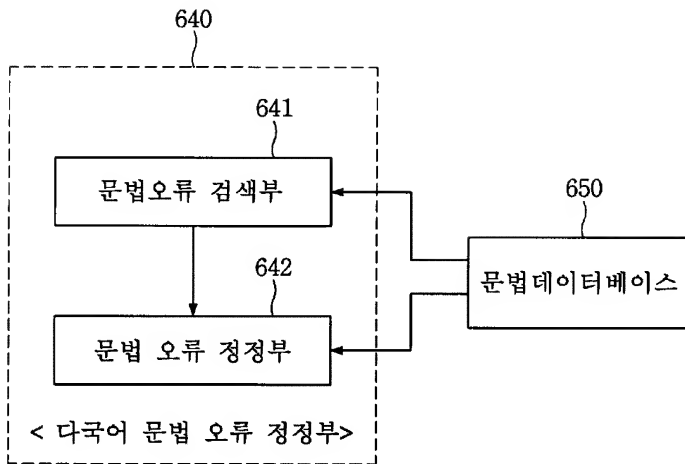 640
641
문법오류 검색부
650
문법데이터베이스
642
문법 오류 정정부
< 다국어 문법 오류 정정부>